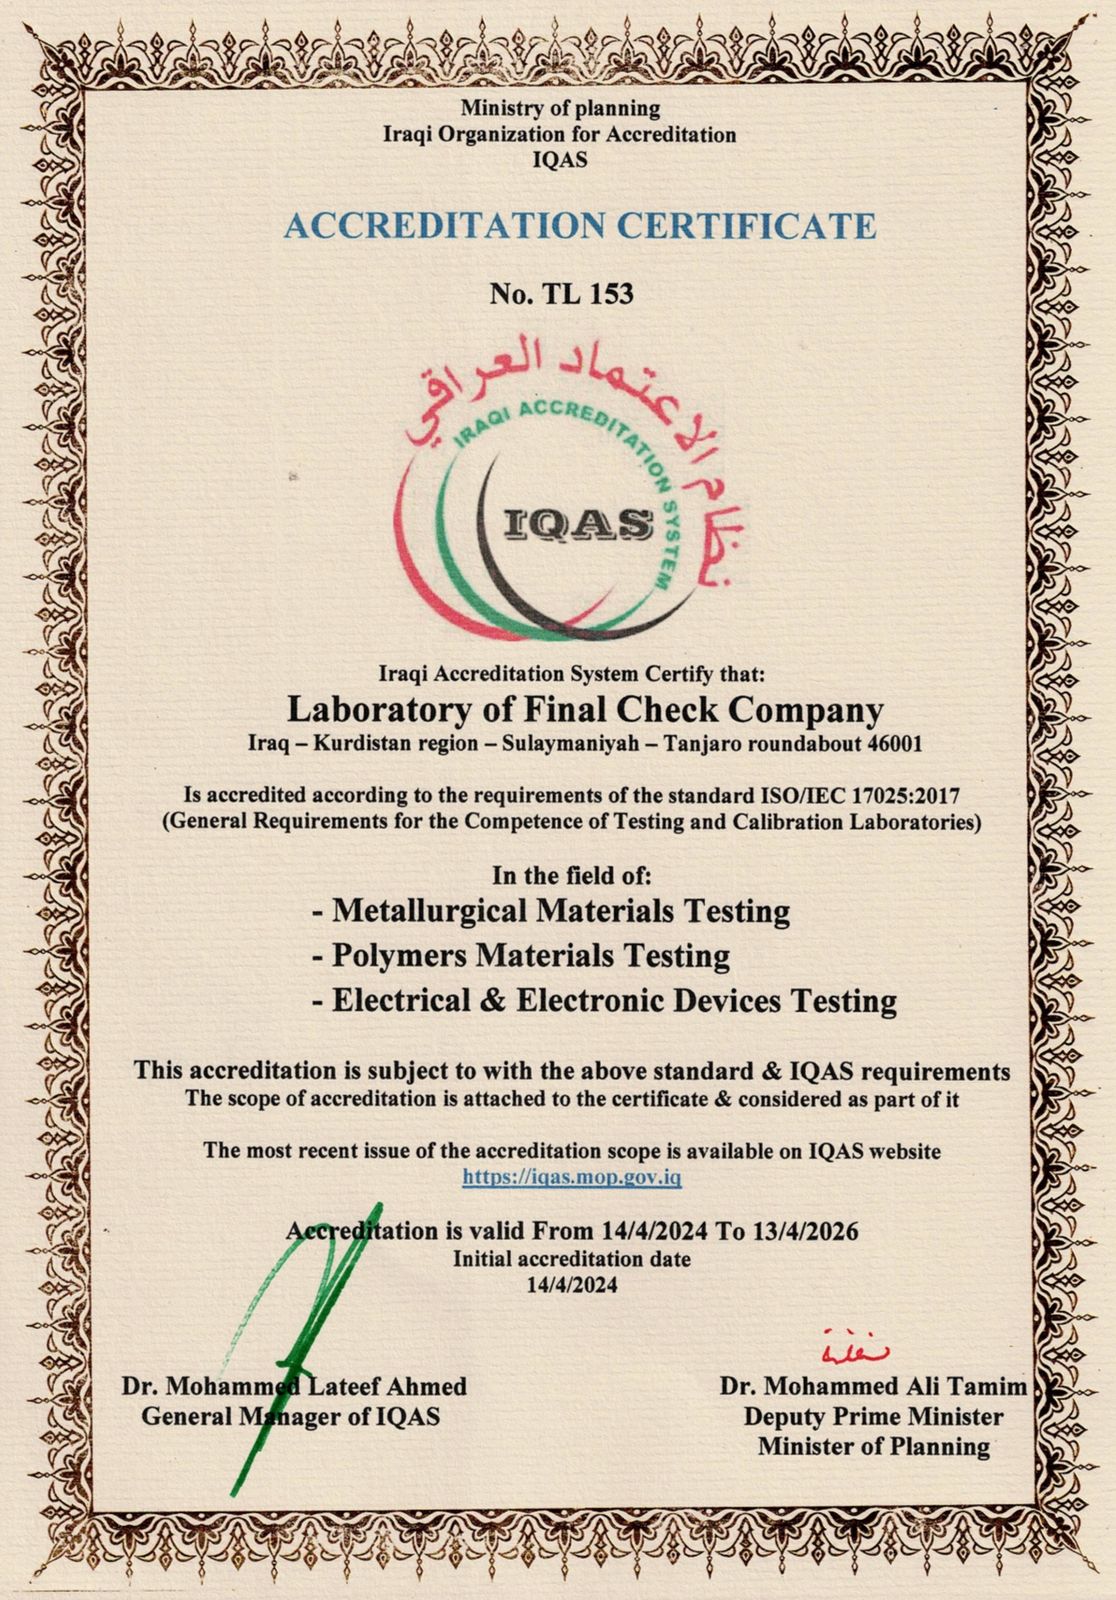 Ministry of planning
Iraqi Organization for Accreditation
IQAS
ACCREDITATION CERTIFICATE
No. TL 153
نظام الاعتماد العراقي
IRAQI ACCREDITATION SYSTEM
IQAS
Iraqi Accreditation System Certify that:
Laboratory of Final Check Company
Iraq – Kurdistan region – Sulaymaniyah – Tanjaro roundabout 46001
Is accredited according to the requirements of the standard ISO/IEC 17025:2017
(General Requirements for the Competence of Testing and Calibration Laboratories)
In the field of:
- Metallurgical Materials Testing
- Polymers Materials Testing
- Electrical & Electronic Devices Testing
This accreditation is subject to with the above standard & IQAS requirements
The scope of accreditation is attached to the certificate & considered as part of it
The most recent issue of the accreditation scope is available on IQAS website
https://iqas.mop.gov.iq
Accreditation is valid From 14/4/2024 To 13/4/2026
Initial accreditation date
14/4/2024
Dr. Mohammed Lateef Ahmed
General Manager of IQAS
Dr. Mohammed Ali Tamim
Deputy Prime Minister
Minister of Planning